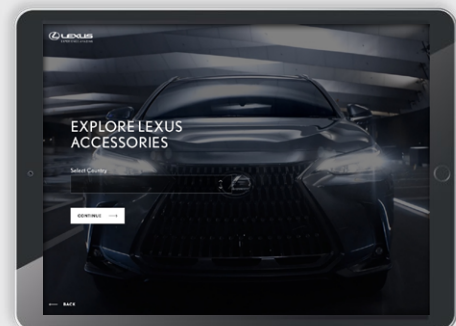 LEXUS
EXPLORE LEXUS
ACCESSORIES
Select Country
CONTINUE
BACK